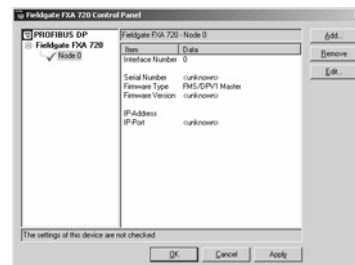 Fieldgate FXA 720 Control Panel
PROFIBUS DP
Fieldgate FXA 720
Node 0
Fieldgate FXA 720 - Node 0
Item Data
Interface Number 0
Serial Number <unknown>
Firmware Type FMS/DPV1 Master
Firmware Version <unknown>
IP-Address
IP-Port <unknown>
Add...
Remove
Edit...
The settings of this device are not checked
OK Cancel Apply